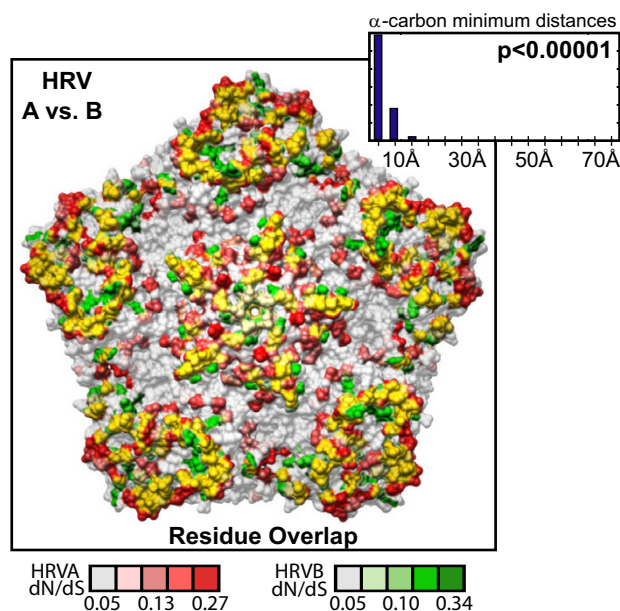 α-carbon minimum distances
p<0.00001
10Å 30Å 50Å 70Å
HRV
A vs. B
Residue Overlap
HRVA
dN/dS
0.05 0.13 0.27
HRVB
dN/dS
0.05 0.10 0.34